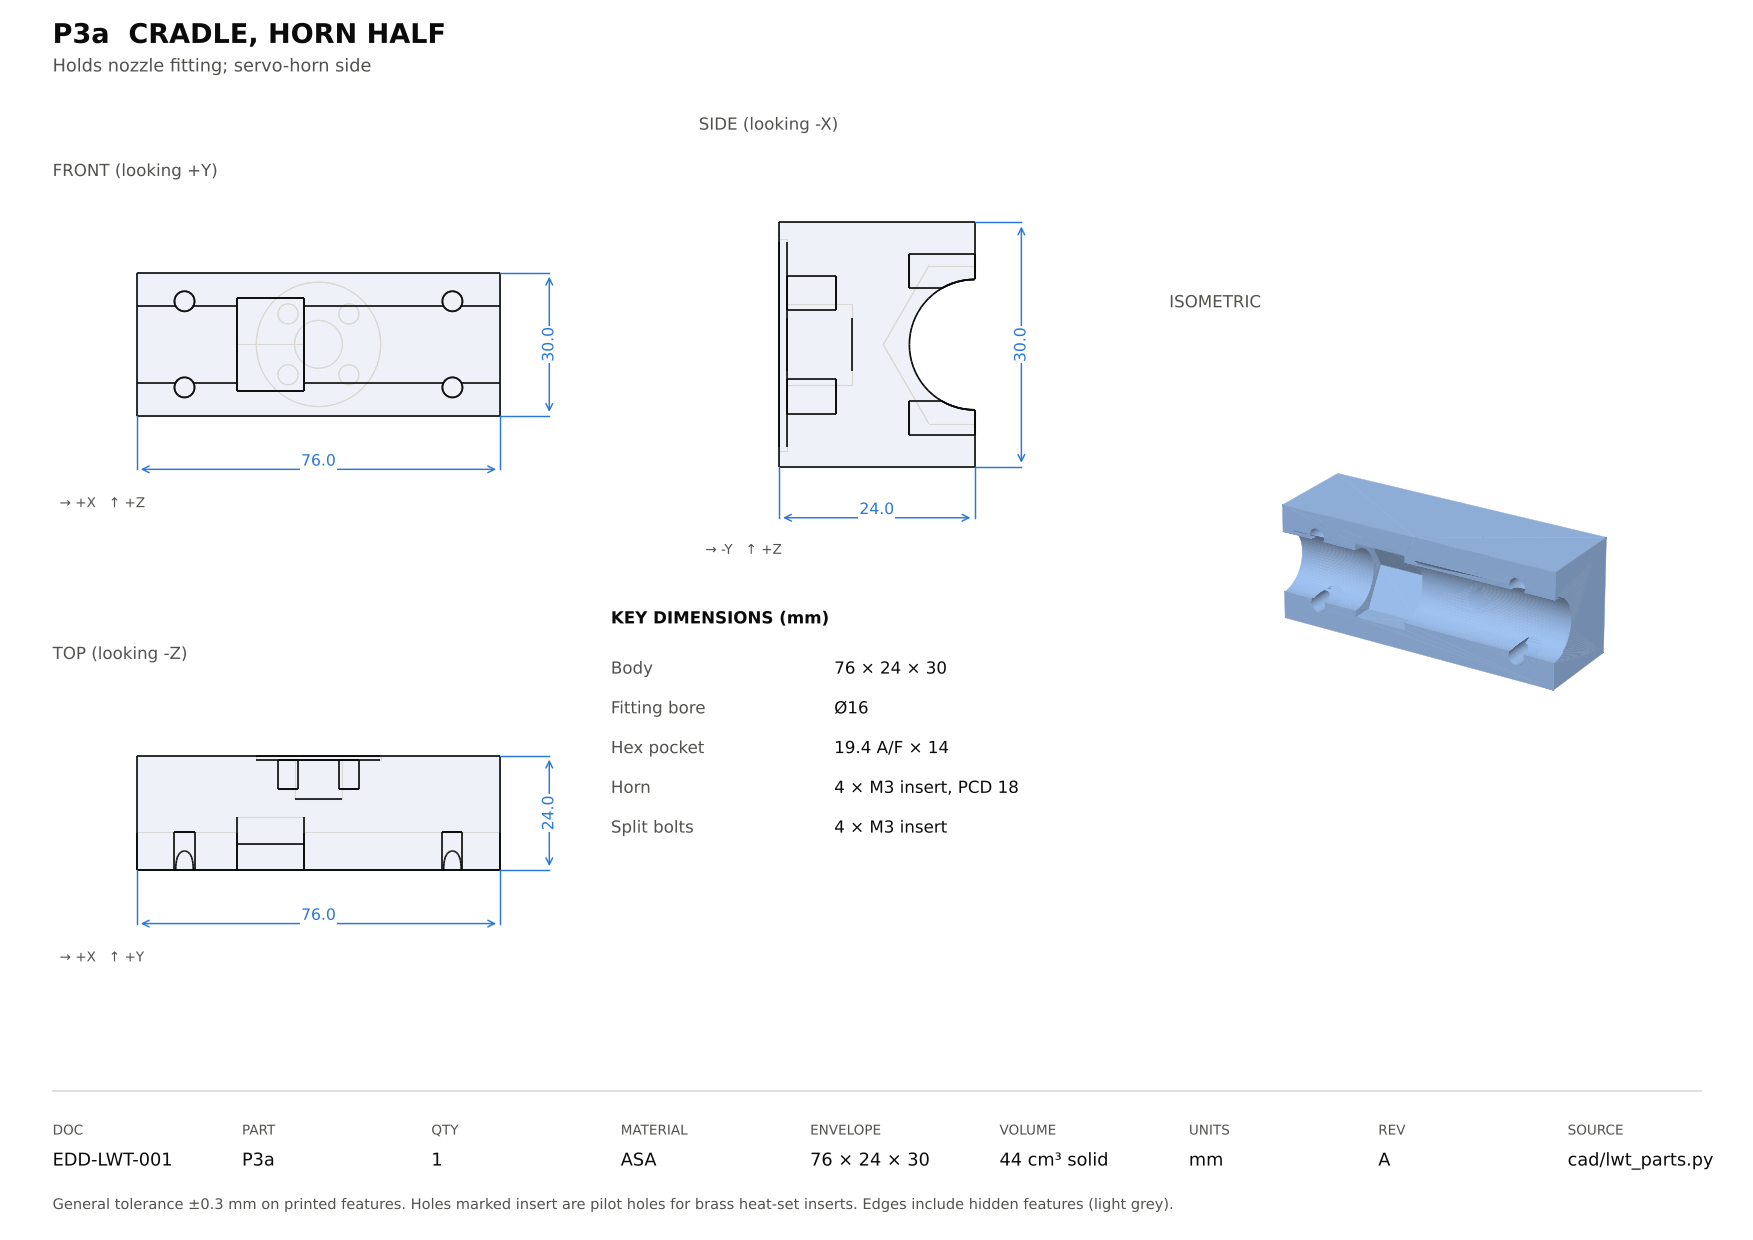 P3a CRADLE, HORN HALF
Holds nozzle fitting; servo-horn side
SIDE (looking -X)
FRONT (looking +Y)
ISOMETRIC
30.0
76.0
→ +X ↑ +Z
30.0
24.0
→ -Y ↑ +Z
TOP (looking -Z)
24.0
76.0
→ +X ↑ +Y
KEY DIMENSIONS (mm)
Body 76 × 24 × 30
Fitting bore Ø16
Hex pocket 19.4 A/F × 14
Horn 4 × M3 insert, PCD 18
Split bolts 4 × M3 insert
DOC PART QTY MATERIAL ENVELOPE VOLUME UNITS REV SOURCE
EDD-LWT-001 P3a 1 ASA 76 × 24 × 30 44 cm³ solid mm A cad/lwt_parts.py
General tolerance ±0.3 mm on printed features. Holes marked insert are pilot holes for brass heat-set inserts. Edges include hidden features (light grey).